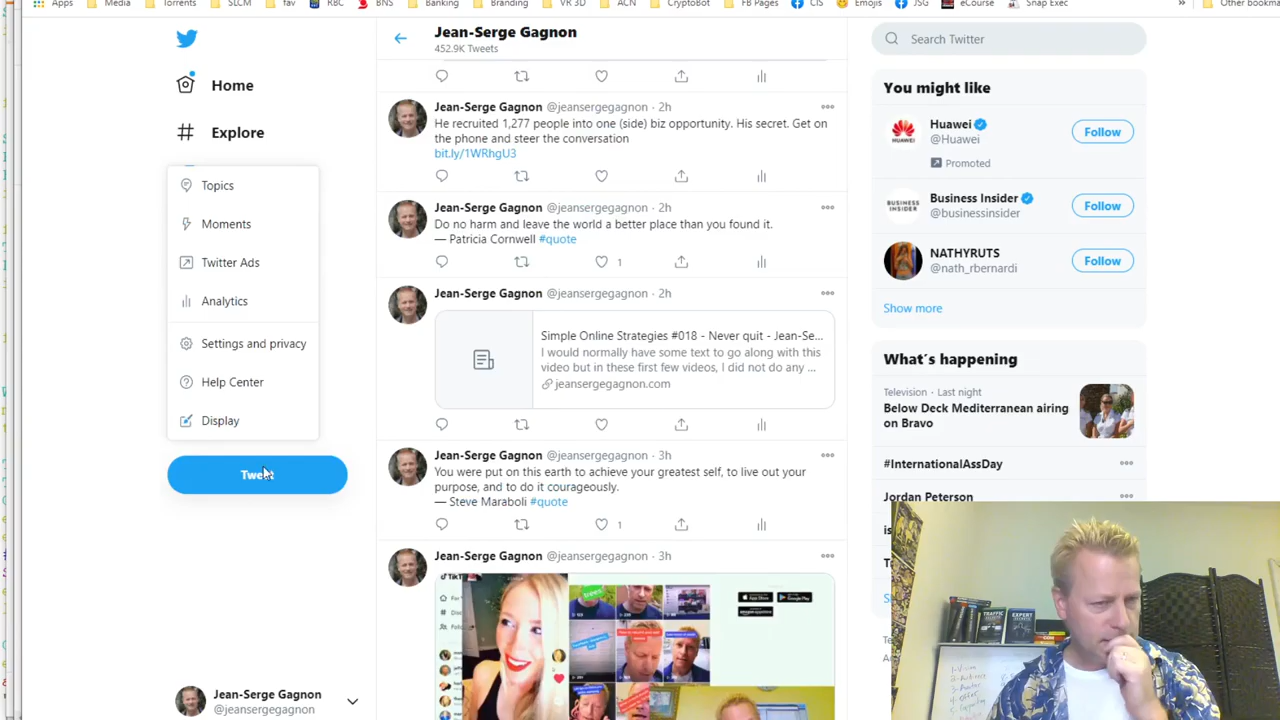 Apps Media Torrents SLCM fav RBC BNS Banking Branding VR 3D ACN CryptoBot FB Pages CIS Emojis JSG eCourse Snap Exec » Other bookma
Jean-Serge Gagnon
452.9K Tweets
Search Twitter
Home
Explore
Topics
Moments
Twitter Ads
Analytics
Settings and privacy
Help Center
Display
Tweet
Jean-Serge Gagnon
@jeansergegagnon
Jean-Serge Gagnon @jeansergegagnon · 2h
He recruited 1,277 people into one (side) biz opportunity. His secret. Get on
the phone and steer the conversation
bit.ly/1WRhgU3
Jean-Serge Gagnon @jeansergegagnon · 2h
Do no harm and leave the world a better place than you found it.
— Patricia Cornwell #quote
1
Jean-Serge Gagnon @jeansergegagnon · 2h
Simple Online Strategies #018 - Never quit - Jean-Se...
I would normally have some text to go along with this
video but in these first few videos, I did not do any ...
jeansergegagnon.com
Jean-Serge Gagnon @jeansergegagnon · 3h
You were put on this earth to achieve your greatest self, to live out your
purpose, and to do it courageously.
— Steve Maraboli #quote
1
Jean-Serge Gagnon @jeansergegagnon · 3h
App Store
Google Play
You might like
Huawei
@Huawei
Promoted
Follow
Business Insider
@businessinsider
Follow
BUSINESS
INSIDER
HUAWEI
NATHYRUTS
@nath_rbernardi
Follow
Show more
What's happening
Television · Last night
Below Deck Mediterranean airing
on Bravo
#InternationalAssDay
Jordan Peterson
TRAFFIC
EXPERT